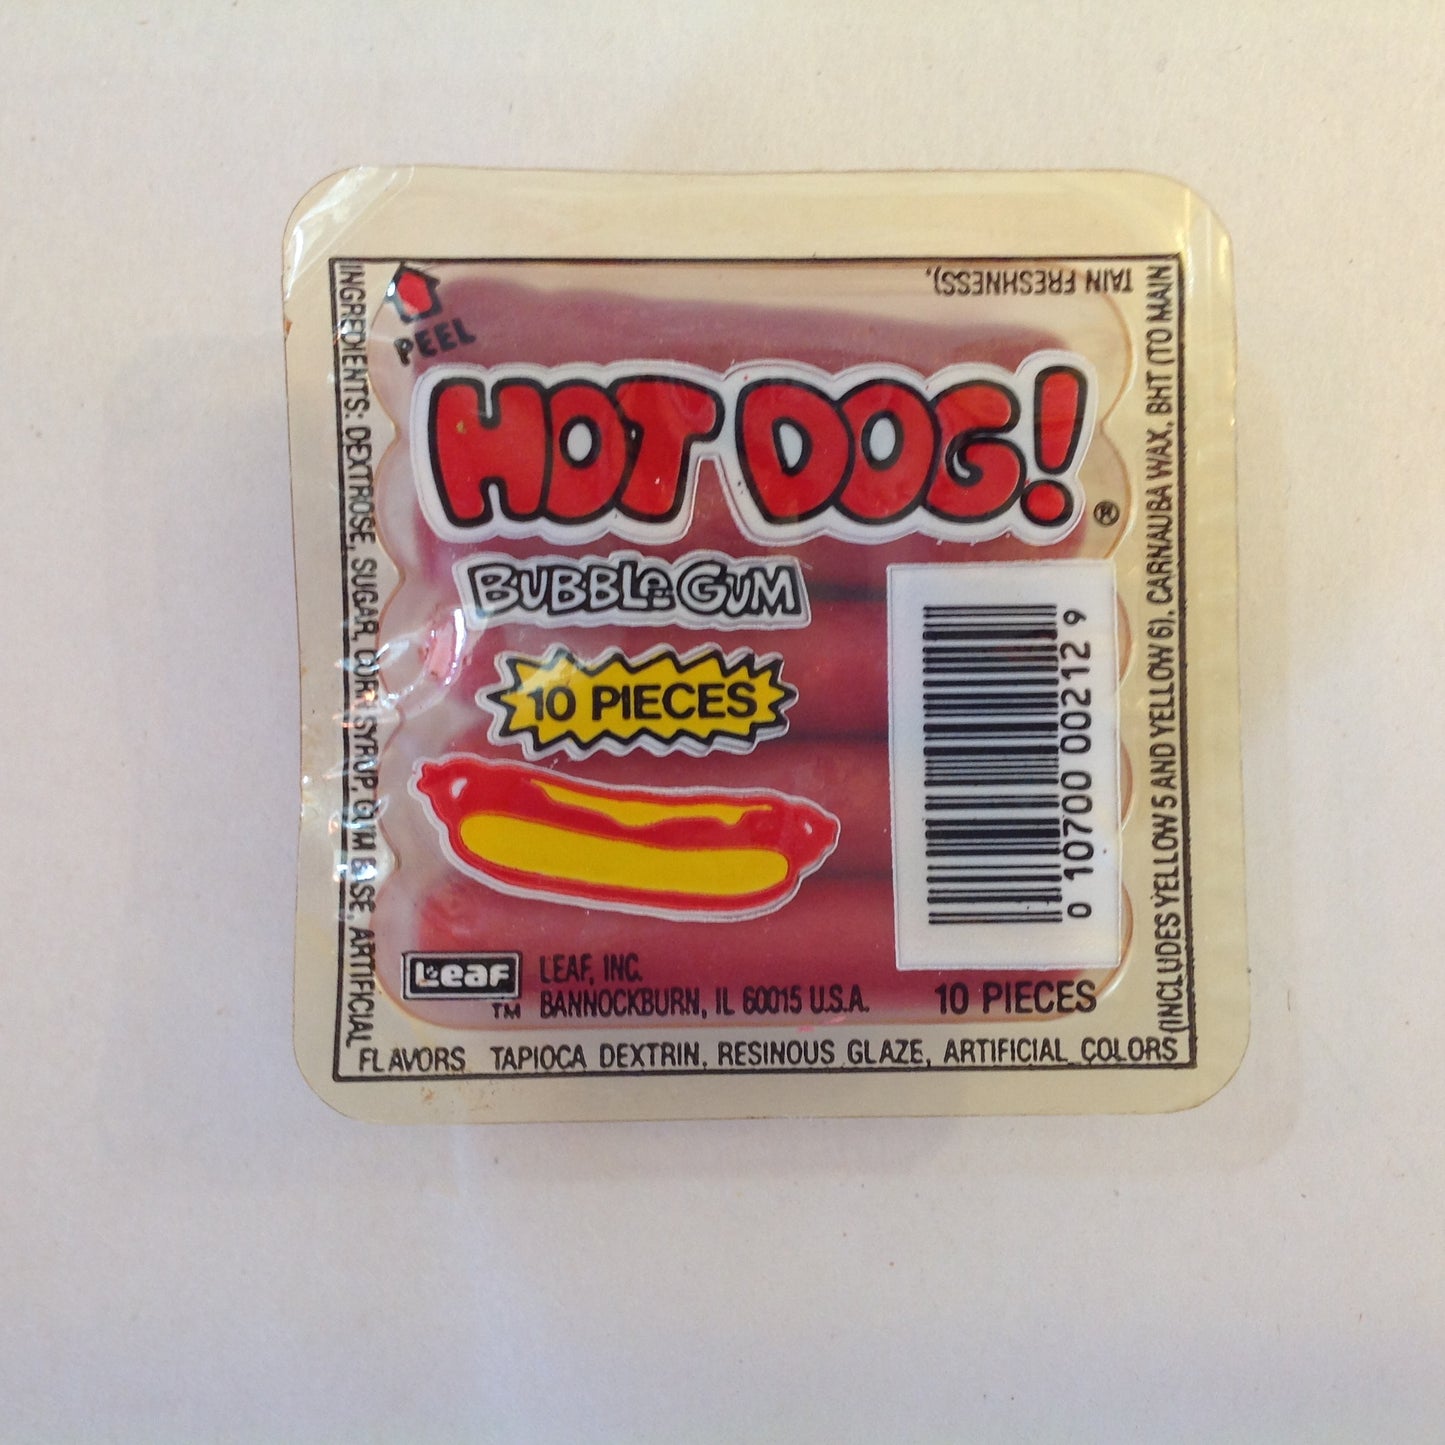 PEEL
HOT DOG!
®
BUBBLE GUM
10 PIECES
0 10700 00212 9
Leaf
TM
LEAF, INC.
BANNOCKBURN, IL 60015 U.S.A.
10 PIECES
INGREDIENTS: DEXTROSE, SUGAR, CORN SYRUP, GUM BASE, ARTIFICIAL
FLAVORS TAPIOCA DEXTRIN, RESINOUS GLAZE, ARTIFICIAL COLORS
(INCLUDES YELLOW 5 AND YELLOW 6), CARNAUBA WAX, BHT (TO MAIN
TAIN FRESHNESS),